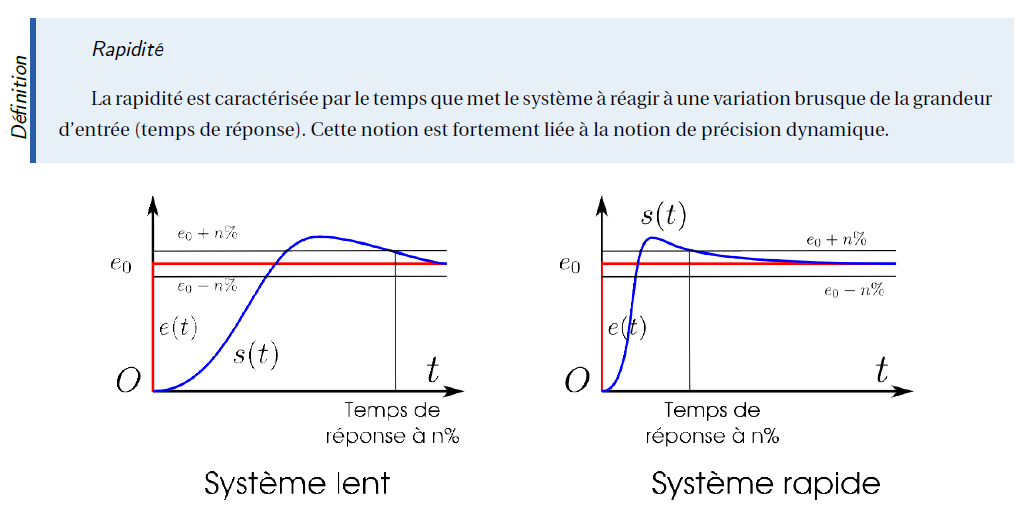 Définition
Rapidité
La rapidité est caractérisée par le temps que met le système à réagir à une variation brusque de la grandeur
d'entrée (temps de réponse). Cette notion est fortement liée à la notion de précision dynamique.
e₀ + n%
e₀
e₀ − n%
e(t)
s(t)
O
t
Temps de
réponse à n%
Système lent
s(t)
e₀ + n%
e₀
e₀ − n%
e(t)
O
t
Temps de
réponse à n%
Système rapide